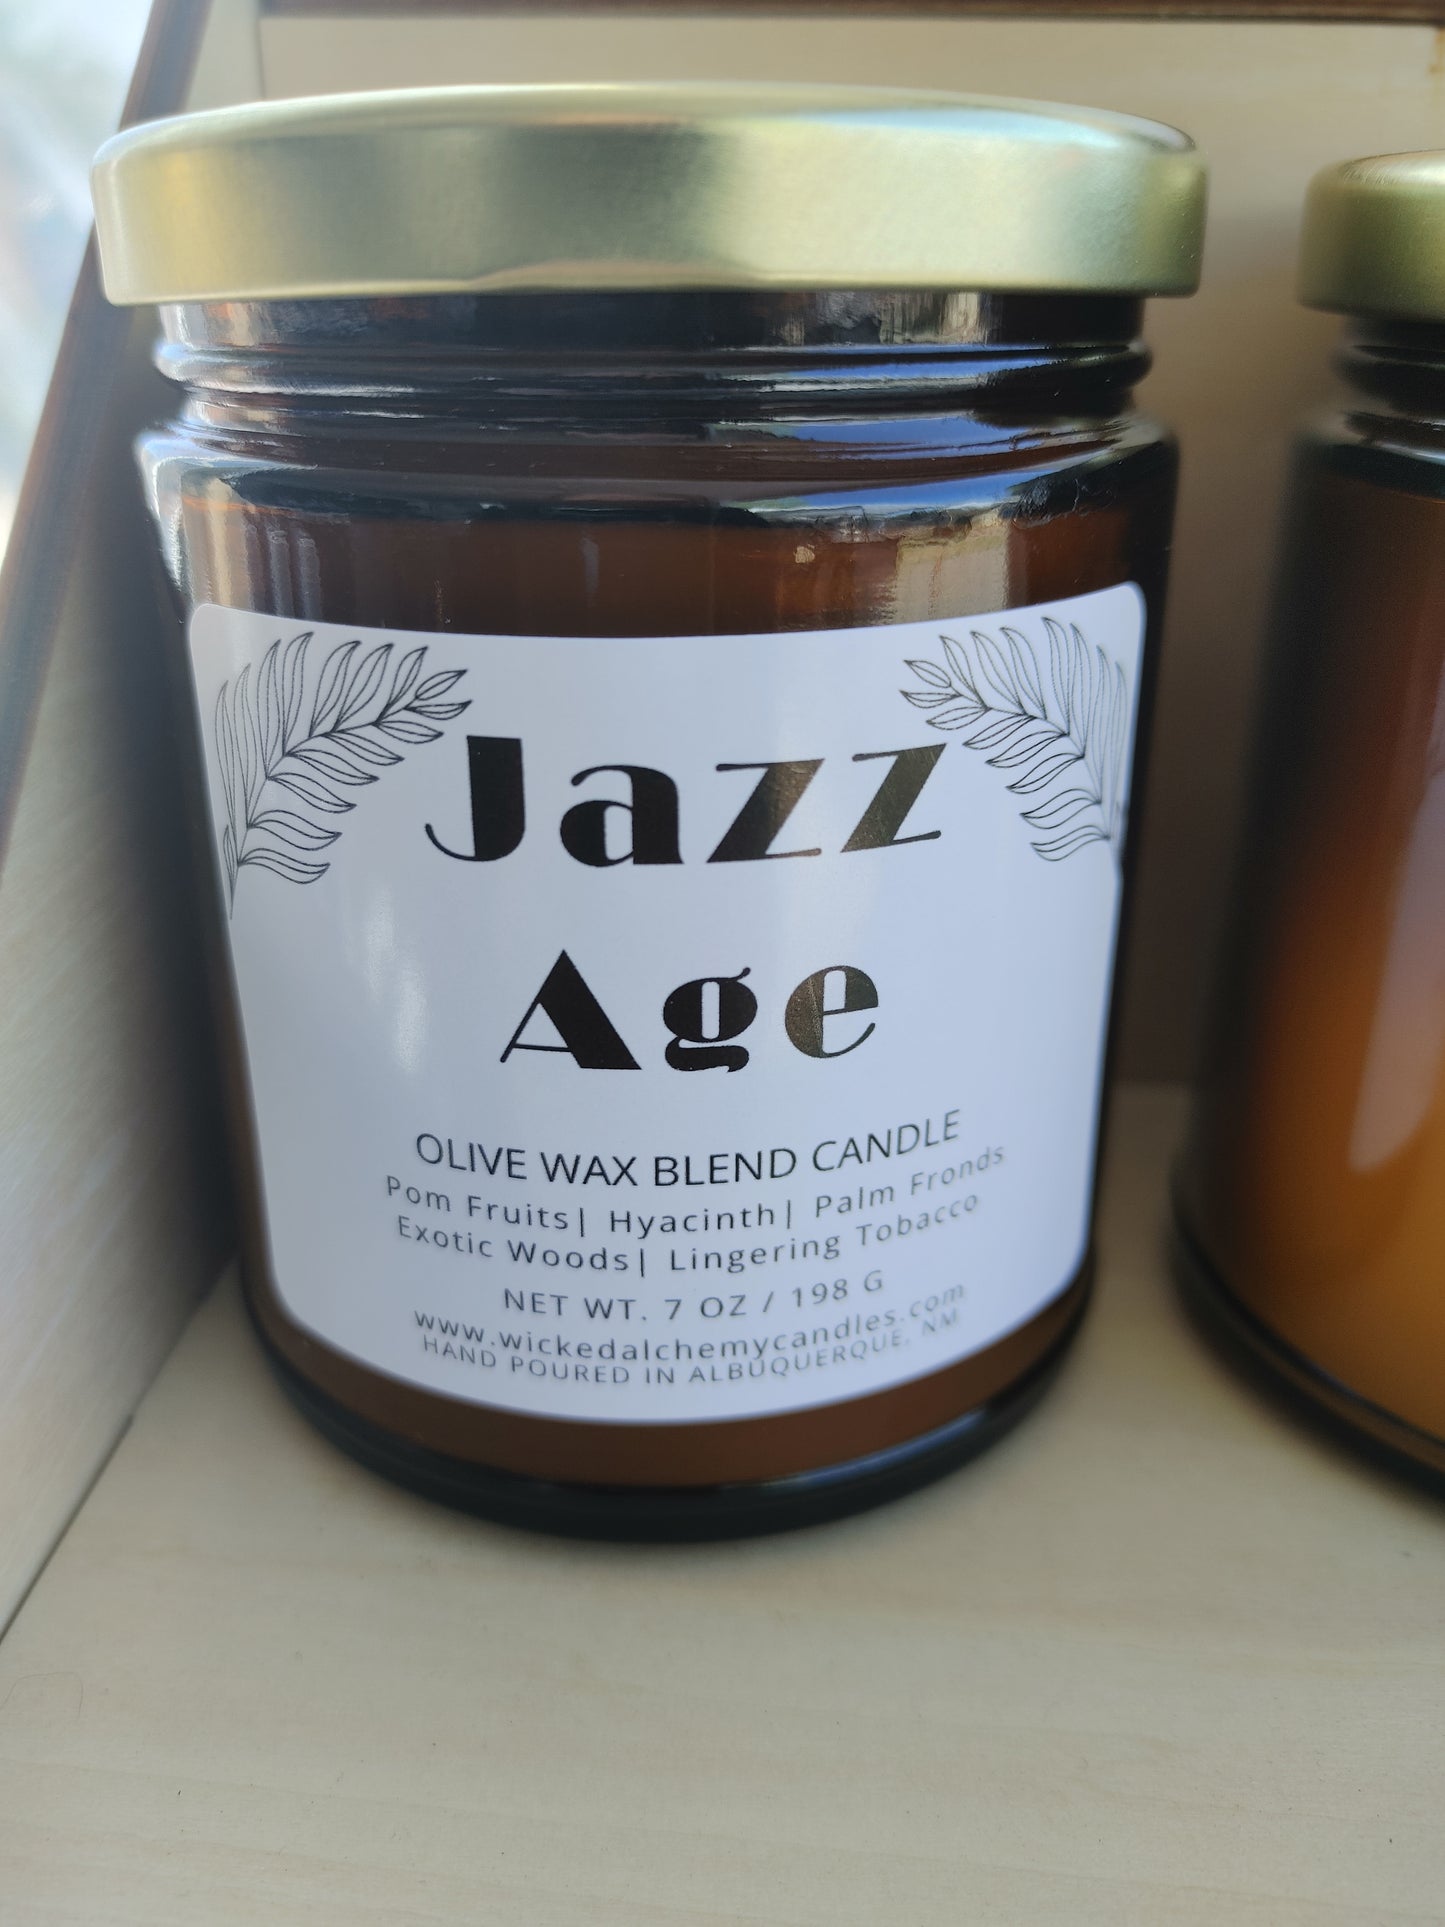 Jazz
Age
OLIVE WAX BLEND CANDLE
Pom Fruits| Hyacinth| Palm Fronds
Exotic Woods| Lingering Tobacco
NET WT. 7 OZ / 198 G
www.wickedalchemycandles.com
HAND POURED IN ALBUQUERQUE, NM